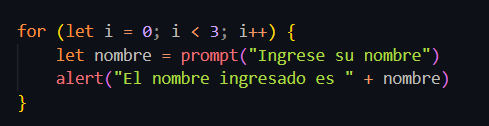 for (let i = 0; i < 3; i++) {
    let nombre = prompt("Ingrese su nombre")
    alert("El nombre ingresado es " + nombre)
}